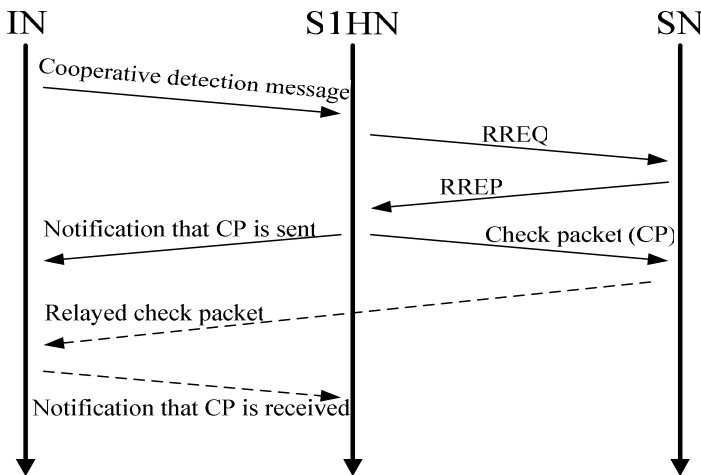 IN S1HN SN
Cooperative detection message
RREQ
RREP
Notification that CP is sent
Check packet (CP)
Relayed check packet
Notification that CP is received